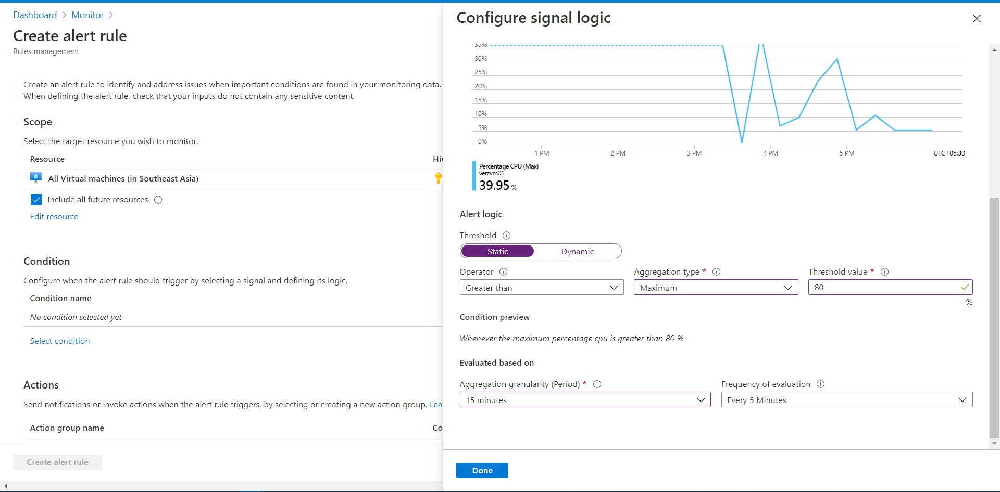 Dashboard > Monitor >
Create alert rule
Rules management
Create an alert rule to identify and address issues when important conditions are found in your monitoring data.
When defining the alert rule, check that your inputs do not contain any sensitive content.
Scope
Select the target resource you wish to monitor.
Resource Hie
All Virtual machines (in Southeast Asia)
Include all future resources
Edit resource
Condition
Configure when the alert rule should trigger by selecting a signal and defining its logic.
Condition name
No condition selected yet
Select condition
Actions
Send notifications or invoke actions when the alert rule triggers, by selecting or creating a new action group. Lea
Action group name Co
Create alert rule
Configure signal logic
35%
30%
25%
20%
15%
10%
5%
0%
1 PM 2 PM 3 PM 4 PM 5 PM UTC+05:30
Percentage CPU (Max)
verzvm01
39.95 %
Alert logic
Threshold
Static Dynamic
Operator Aggregation type * Threshold value *
Greater than Maximum 80
%
Condition preview
Whenever the maximum percentage cpu is greater than 80 %
Evaluated based on
Aggregation granularity (Period) * Frequency of evaluation
15 minutes Every 5 Minutes
Done